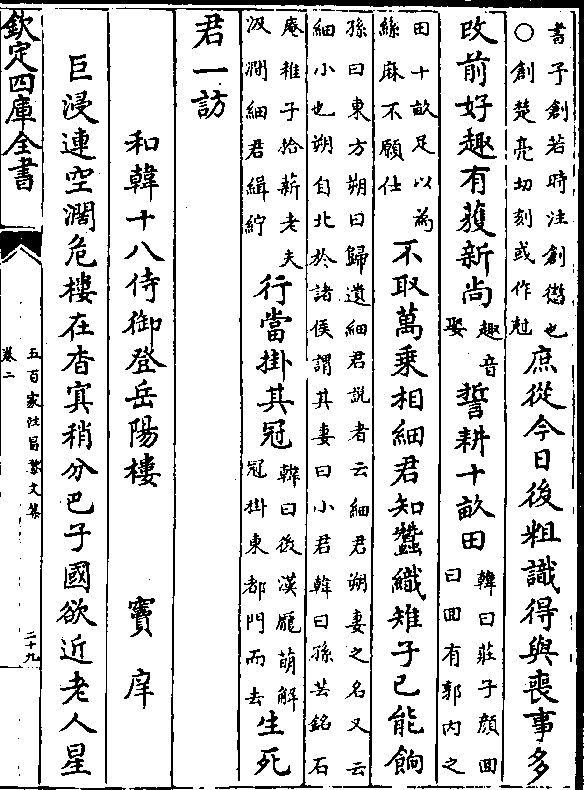 書予創若時注創懲也
○創楚亮切刻或作剏
庶從今日後粗識得與喪事多
改前好趣有獲新尚
趣音
娶
誓耕十畝田
韓曰莊子顔回
曰回有郭内之
田十畝足以為
絲麻不願仕
不取萬乘相細君知蠶織稚子已能餉
孫曰東方朔曰歸遺細君說者云細君朔妻之名又云
細小也朔自比於諸侯謂其妻曰小君韓曰孫芸銘石
庵稚子拾薪老夫
汲澗細君緝紵
行當掛其冠
韓曰後漢龎萌解
冠掛東都門而去
生死
君一訪
和韓十八侍御登岳陽樓 竇庠
巨浸連空濶危樓在杳冥稍分巴子國欲近老人星
欽定四庫全書
五百家注昌黎文集
卷二
二十九